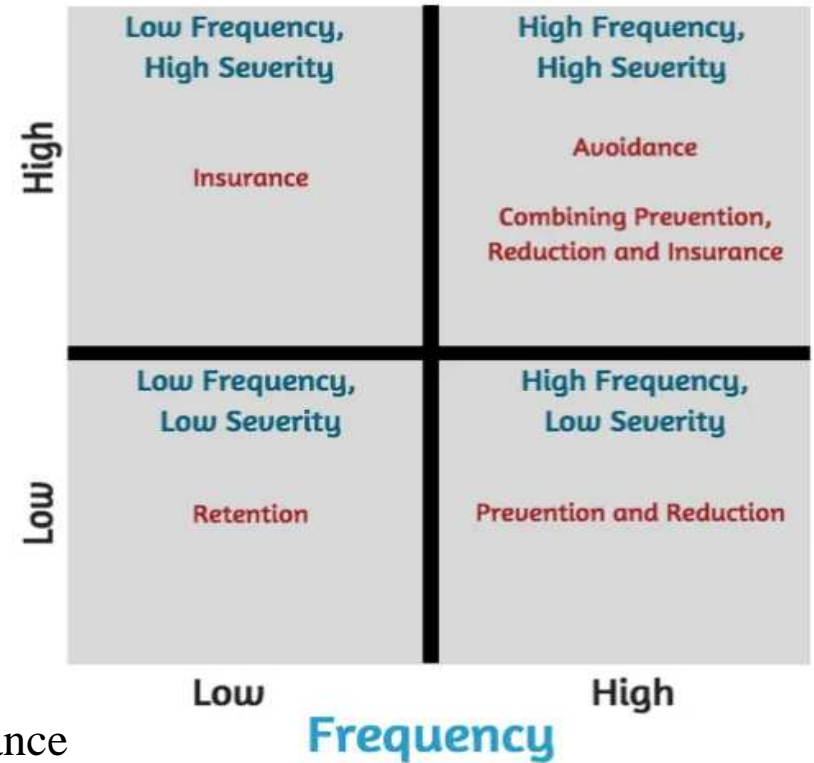 Low Frequency,
High Severity
Insurance
High Frequency,
High Severity
Avoidance
Combining Prevention,
Reduction and Insurance
High
Low Frequency,
Low Severity
Retention
High Frequency,
Low Severity
Prevention and Reduction
Low
Low
High
Frequency